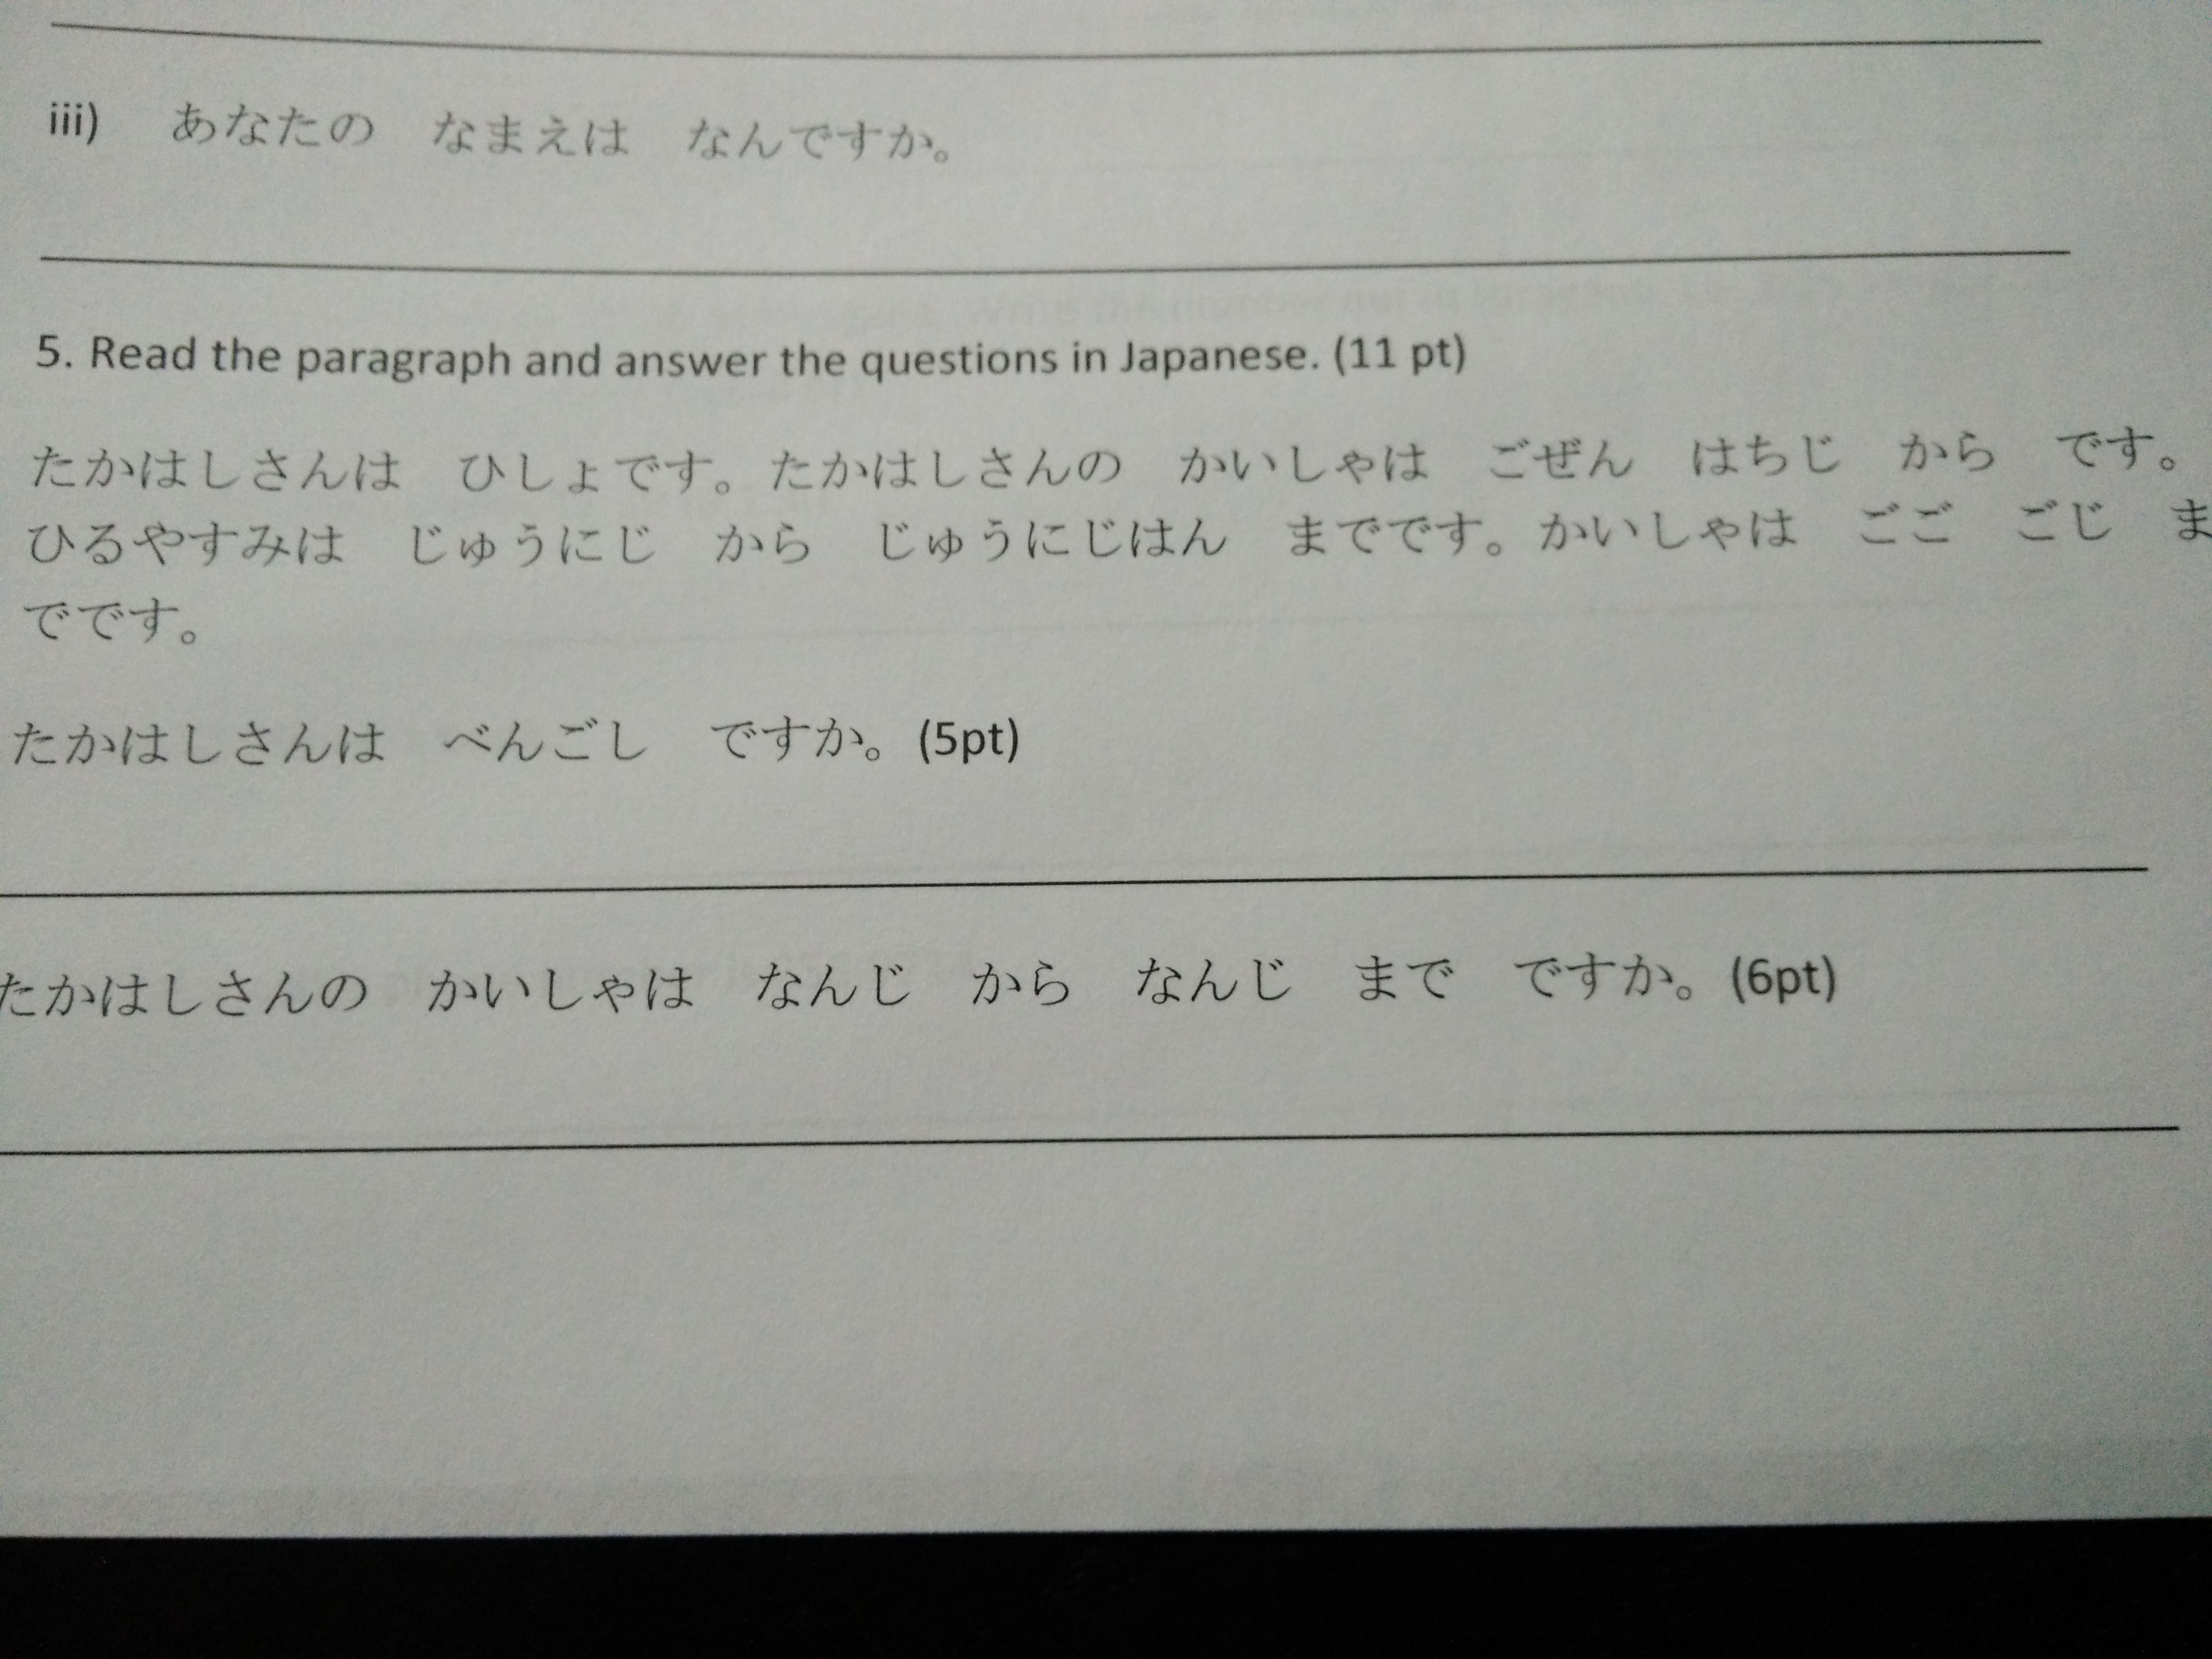 iii) あなたの　なまえは　なんですか。
5. Read the paragraph and answer the questions in Japanese. (11 pt)
たかはしさんは　ひしょです。たかはしさんの　かいしゃは　ごぜん　はちじ　から　です。
ひるやすみは　じゅうにじ　から　じゅうにじはん　までです。かいしゃは　ごご　ごじ　ま
でです。
たかはしさんは　べんごし　ですか。(5pt)
たかはしさんの　かいしゃは　なんじ　から　なんじ　まで　ですか。(6pt)